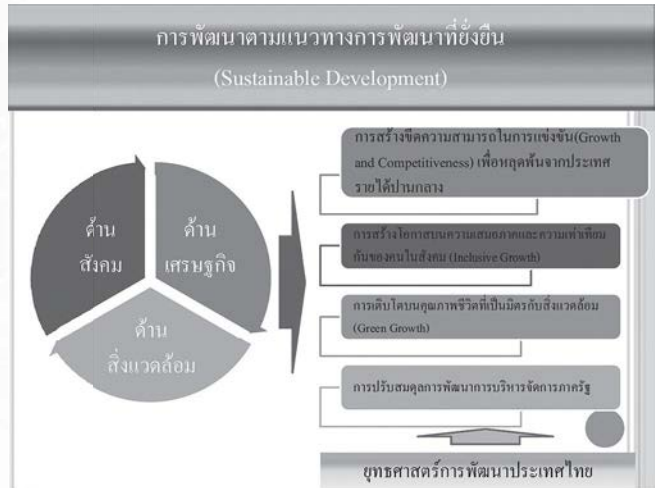 การพัฒนาตามแนวทางการพัฒนาที่ยั่งยืน
(Sustainable Development)
ด้าน
สังคม
ด้าน
เศรษฐกิจ
ด้าน
สิ่งแวดล้อม
การสร้างขีดความสามารถในการแข่งขัน(Growth
and Competitiveness) เพื่อหลุดพ้นจากประเทศ
รายได้ปานกลาง
การสร้างโอกาสบนความเสมอภาคและความเท่าเทียม
กันของคนในสังคม (Inclusive Growth)
การเติบโตบนคุณภาพชีวิตที่เป็นมิตรกับสิ่งแวดล้อม
(Green Growth)
การปรับสมดุลการพัฒนาการบริหารจัดการภาครัฐ
ยุทธศาสตร์การพัฒนาประเทศไทย